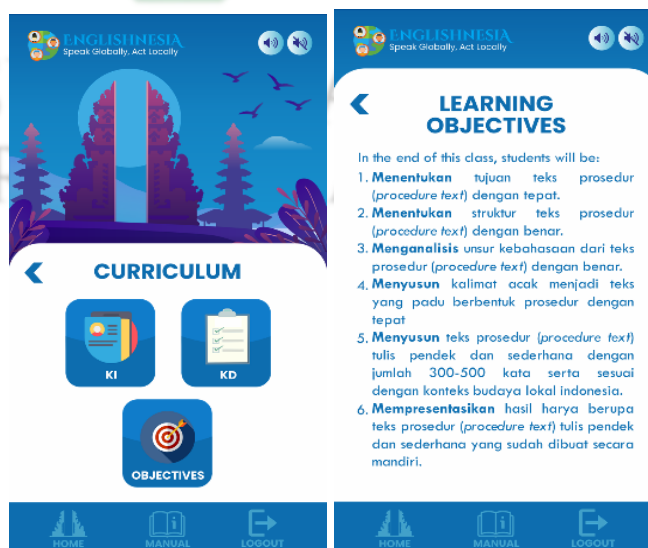 ENGLISHNESIA
Speak Globally, Act Locally
CURRICULUM
KI
KD
OBJECTIVES
HOME
MANUAL
LOGOUT
ENGLISHNESIA
Speak Globally, Act Locally
LEARNING
OBJECTIVES
In the end of this class, students will be:
1. Menentukan tujuan teks prosedur
(procedure text) dengan tepat.
2. Menentukan struktur teks prosedur
(procedure text) dengan benar.
3. Menganalisis unsur kebahasaan dari teks
prosedur (procedure text) dengan benar.
4. Menyusun kalimat acak menjadi teks
yang padu berbentuk prosedur dengan
tepat
5. Menyusun teks prosedur (procedure text)
tulis pendek dan sederhana dengan
jumlah 300-500 kata serta sesuai
dengan konteks budaya lokal indonesia.
6. Mempresentasikan hasil harya berupa
teks prosedur (procedure text) tulis pendek
dan sederhana yang sudah dibuat secara
mandiri.
HOME
MANUAL
LOGOUT